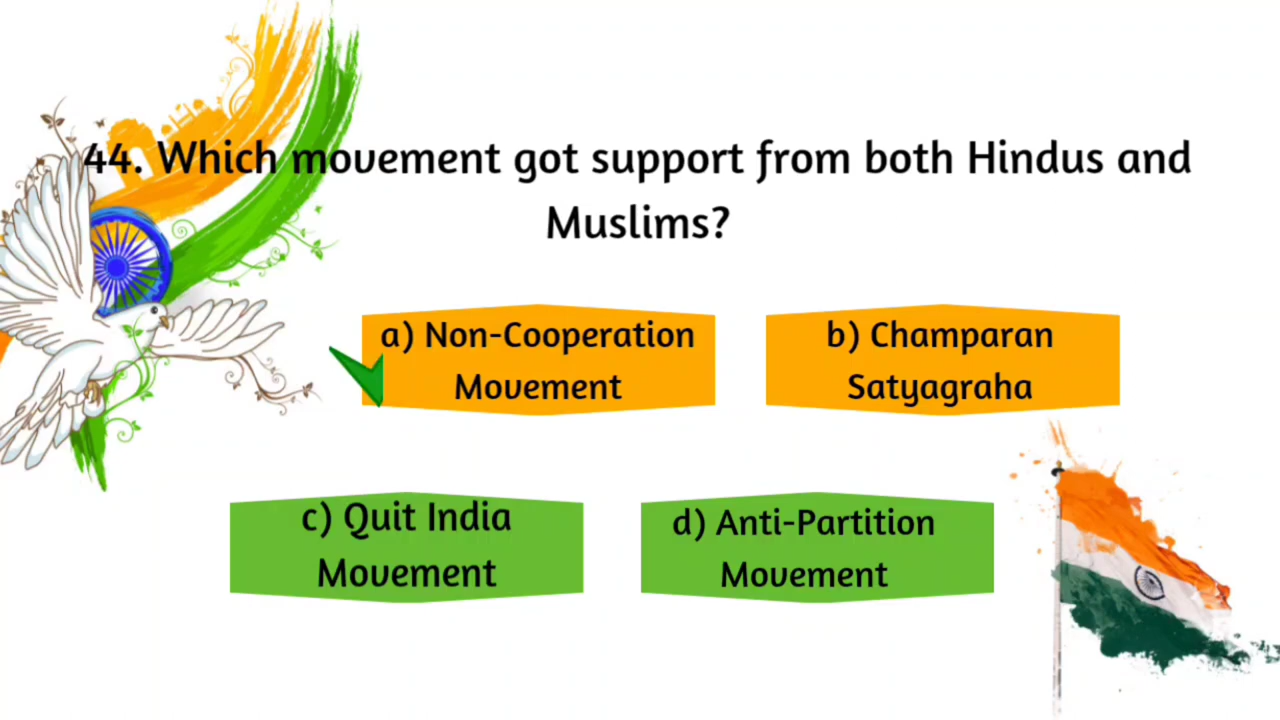 44. Which movement got support from both Hindus and
Muslims?
a) Non-Cooperation
Movement
b) Champaran
Satyagraha
c) Quit India
Movement
d) Anti-Partition
Movement